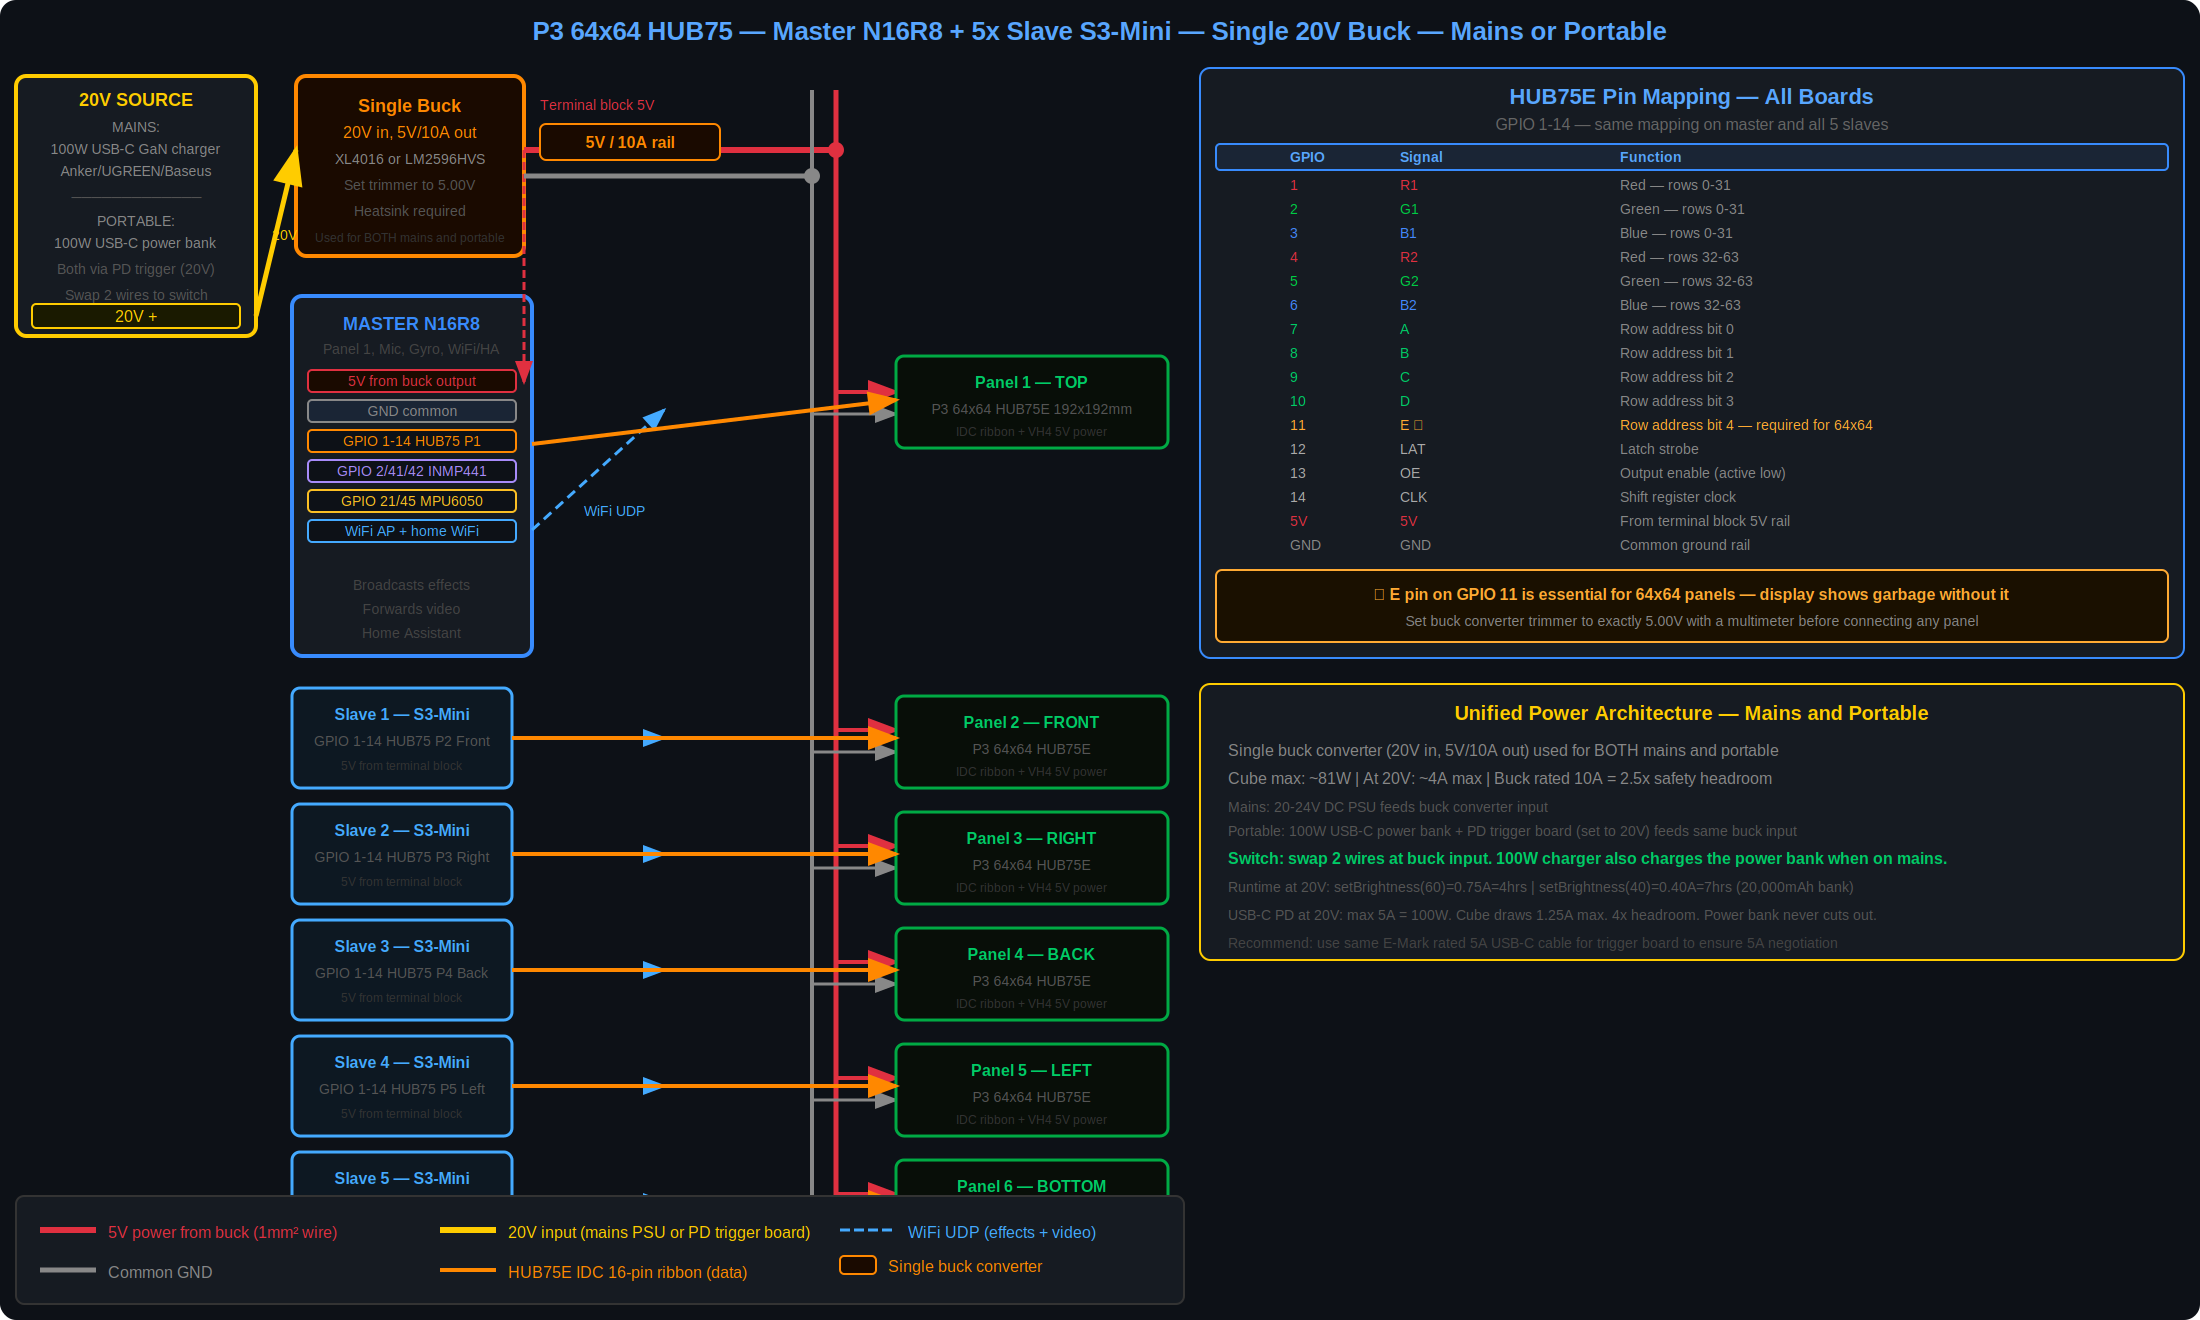 P3 64x64 HUB75 — Master N16R8 + 5x Slave S3-Mini — Single 20V Buck — Mains or Portable
20V SOURCE
MAINS:
100W USB-C GaN charger
Anker/UGREEN/Baseus
PORTABLE:
100W USB-C power bank
Both via PD trigger (20V)
Swap 2 wires to switch
20V +
20V
Single Buck
20V in, 5V/10A out
XL4016 or LM2596HVS
Set trimmer to 5.00V
Heatsink required
Used for BOTH mains and portable
Terminal block 5V
5V / 10A rail
MASTER N16R8
Panel 1, Mic, Gyro, WiFi/HA
5V from buck output
GND common
GPIO 1-14 HUB75 P1
GPIO 2/41/42 INMP441
GPIO 21/45 MPU6050
WiFi AP + home WiFi
Broadcasts effects
Forwards video
Home Assistant
WiFi UDP
Panel 1 — TOP
P3 64x64 HUB75E 192x192mm
IDC ribbon + VH4 5V power
Slave 1 — S3-Mini
GPIO 1-14 HUB75 P2 Front
5V from terminal block
Panel 2 — FRONT
P3 64x64 HUB75E
IDC ribbon + VH4 5V power
Slave 2 — S3-Mini
GPIO 1-14 HUB75 P3 Right
5V from terminal block
Panel 3 — RIGHT
P3 64x64 HUB75E
IDC ribbon + VH4 5V power
Slave 3 — S3-Mini
GPIO 1-14 HUB75 P4 Back
5V from terminal block
Panel 4 — BACK
P3 64x64 HUB75E
IDC ribbon + VH4 5V power
Slave 4 — S3-Mini
GPIO 1-14 HUB75 P5 Left
5V from terminal block
Panel 5 — LEFT
P3 64x64 HUB75E
IDC ribbon + VH4 5V power
Slave 5 — S3-Mini
Panel 6 — BOTTOM
5V power from buck (1mm² wire)
20V input (mains PSU or PD trigger board)
WiFi UDP (effects + video)
Common GND
HUB75E IDC 16-pin ribbon (data)
Single buck converter
HUB75E Pin Mapping — All Boards
GPIO 1-14 — same mapping on master and all 5 slaves
GPIO Signal Function
1 R1 Red — rows 0-31
2 G1 Green — rows 0-31
3 B1 Blue — rows 0-31
4 R2 Red — rows 32-63
5 G2 Green — rows 32-63
6 B2 Blue — rows 32-63
7 A Row address bit 0
8 B Row address bit 1
9 C Row address bit 2
10 D Row address bit 3
11 E Row address bit 4 — required for 64x64
12 LAT Latch strobe
13 OE Output enable (active low)
14 CLK Shift register clock
5V 5V From terminal block 5V rail
GND GND Common ground rail
E pin on GPIO 11 is essential for 64x64 panels — display shows garbage without it
Set buck converter trimmer to exactly 5.00V with a multimeter before connecting any panel
Unified Power Architecture — Mains and Portable
Single buck converter (20V in, 5V/10A out) used for BOTH mains and portable
Cube max: ~81W | At 20V: ~4A max | Buck rated 10A = 2.5x safety headroom
Mains: 20-24V DC PSU feeds buck converter input
Portable: 100W USB-C power bank + PD trigger board (set to 20V) feeds same buck input
Switch: swap 2 wires at buck input. 100W charger also charges the power bank when on mains.
Runtime at 20V: setBrightness(60)=0.75A=4hrs | setBrightness(40)=0.40A=7hrs (20,000mAh bank)
USB-C PD at 20V: max 5A = 100W. Cube draws 1.25A max. 4x headroom. Power bank never cuts out.
Recommend: use same E-Mark rated 5A USB-C cable for trigger board to ensure 5A negotiation